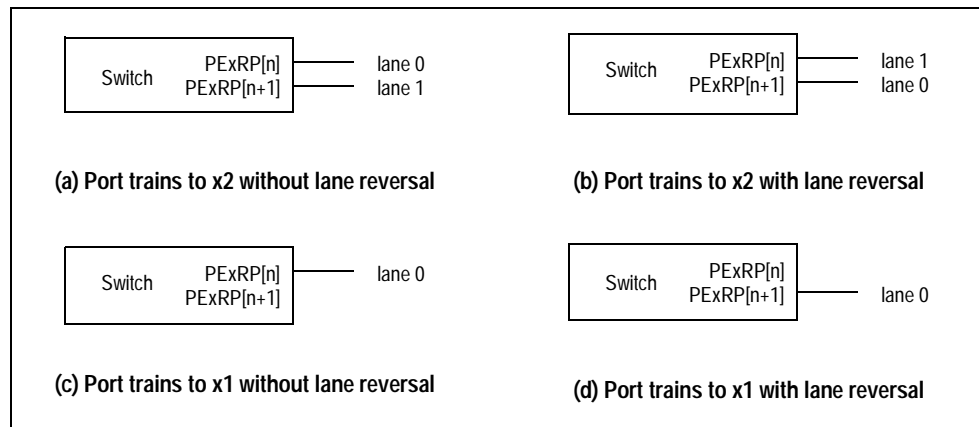 Switch
PExRP[n]
PExRP[n+1]
lane 0
lane 1
(a) Port trains to x2 without lane reversal
Switch
PExRP[n]
PExRP[n+1]
lane 1
lane 0
(b) Port trains to x2 with lane reversal
Switch
PExRP[n]
PExRP[n+1]
lane 0
(c) Port trains to x1 without lane reversal
Switch
PExRP[n]
PExRP[n+1]
lane 0
(d) Port trains to x1 with lane reversal